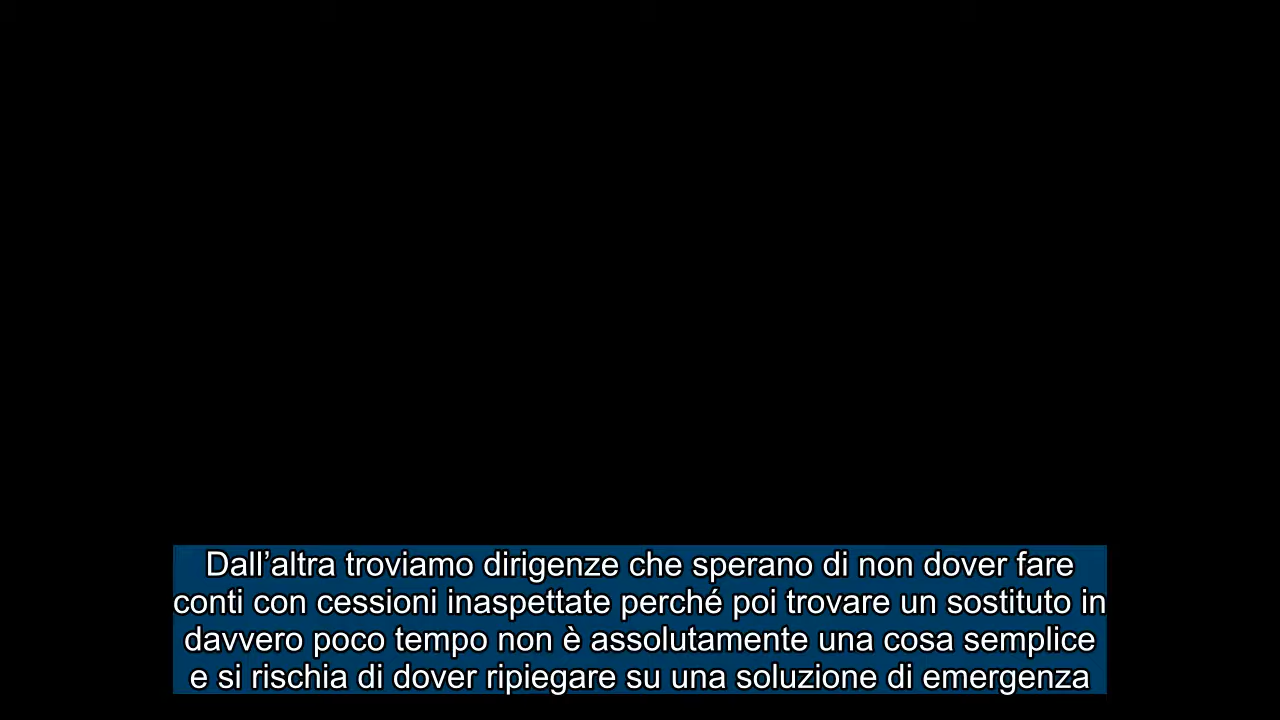 Dall’altra troviamo dirigenze che sperano di non dover fare
conti con cessioni inaspettate perché poi trovare un sostituto in
davvero poco tempo non è assolutamente una cosa semplice
e si rischia di dover ripiegare su una soluzione di emergenza